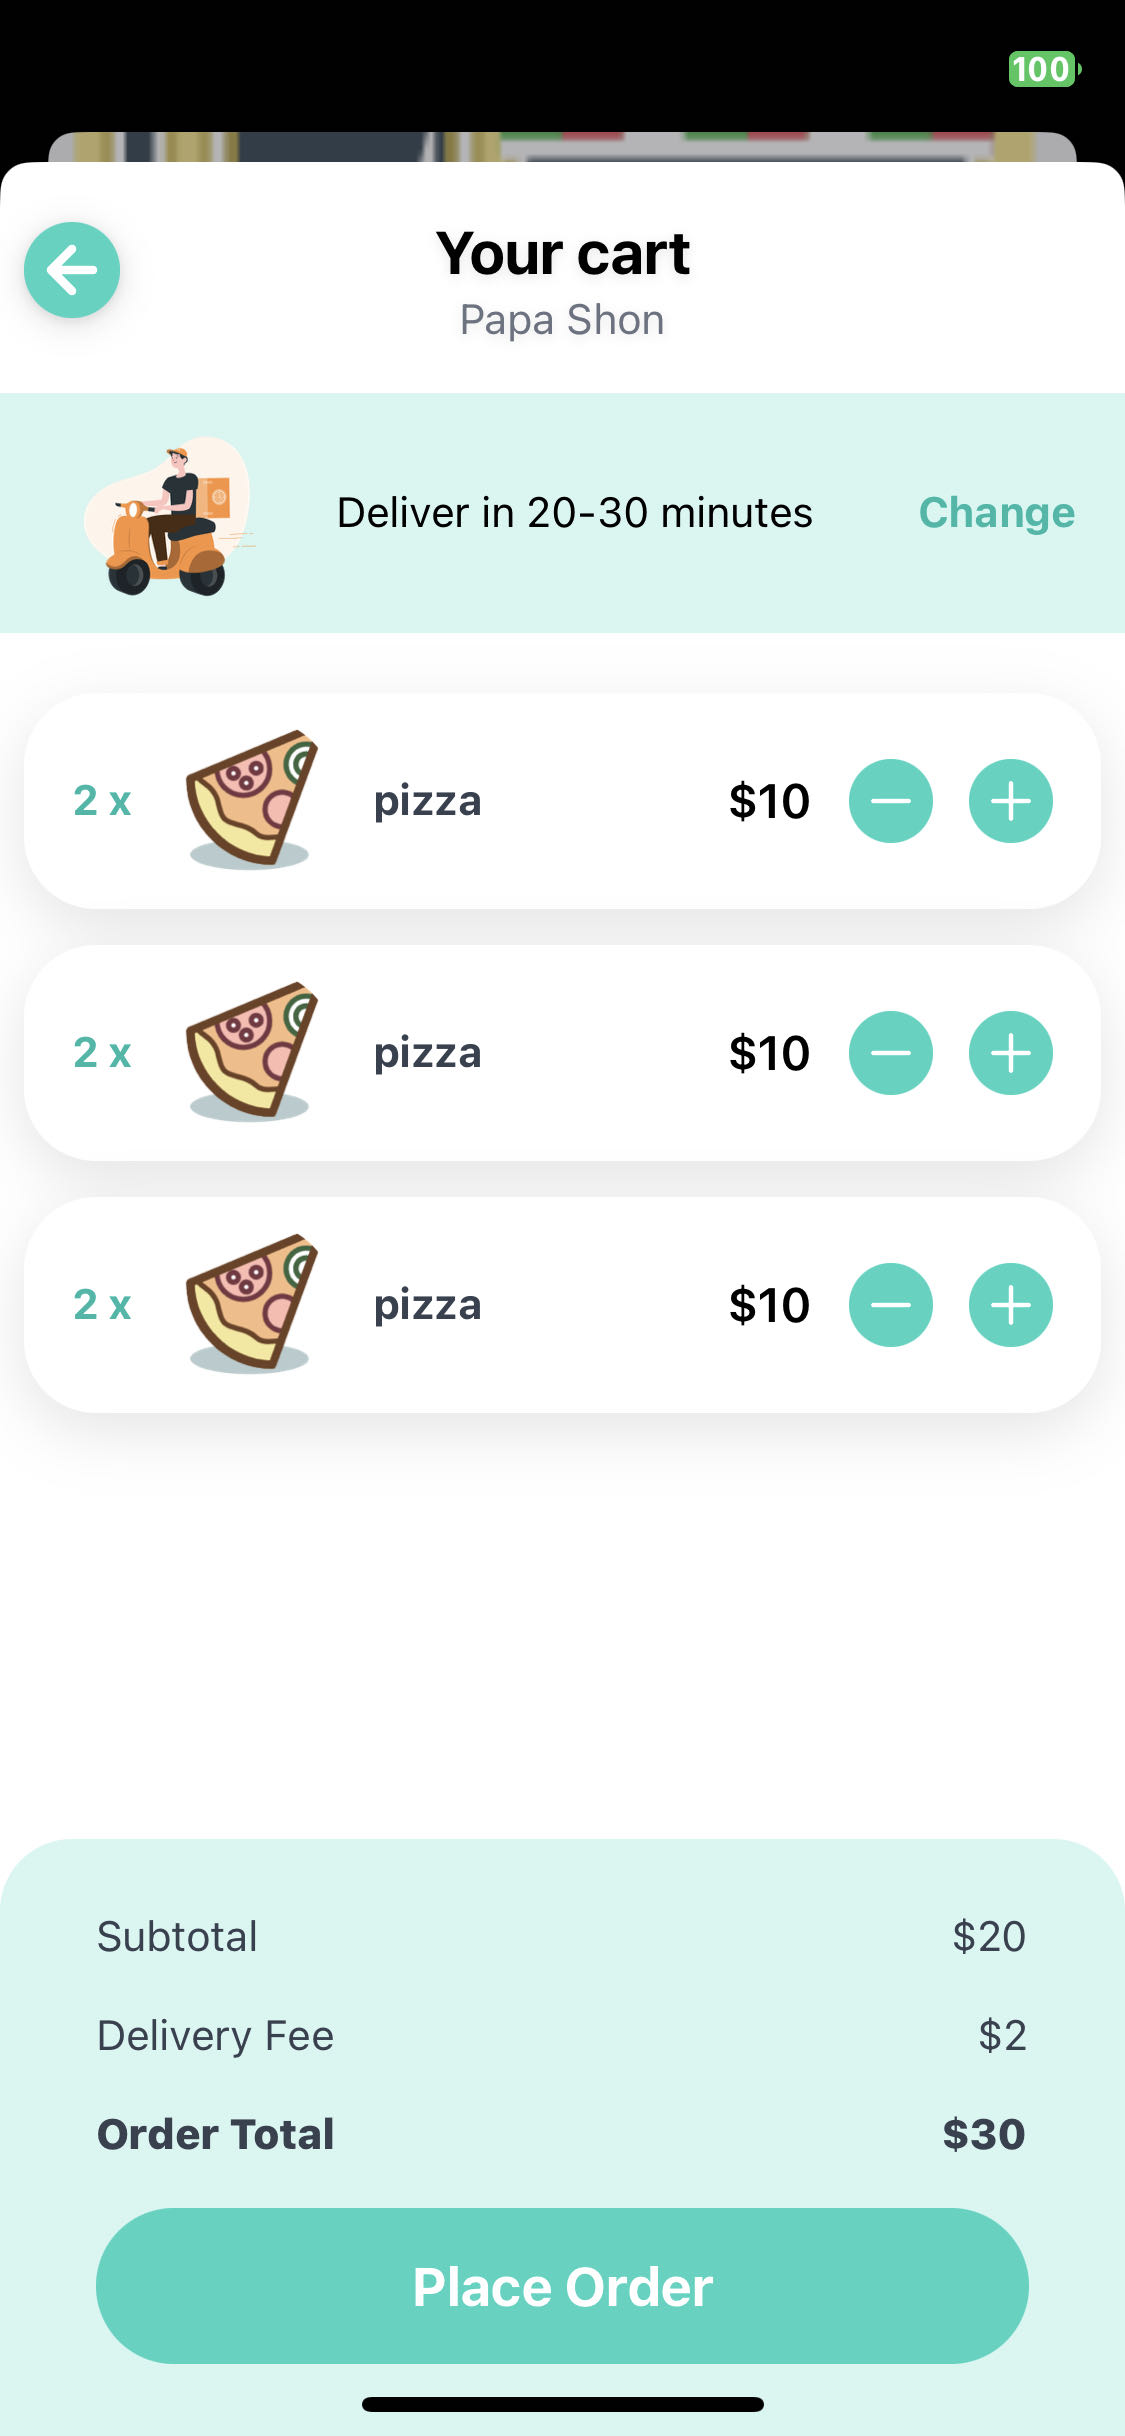 100
Your cart
Papa Shon
Deliver in 20-30 minutes Change
2 x pizza $10
2 x pizza $10
2 x pizza $10
Subtotal $20
Delivery Fee $2
Order Total $30
Place Order